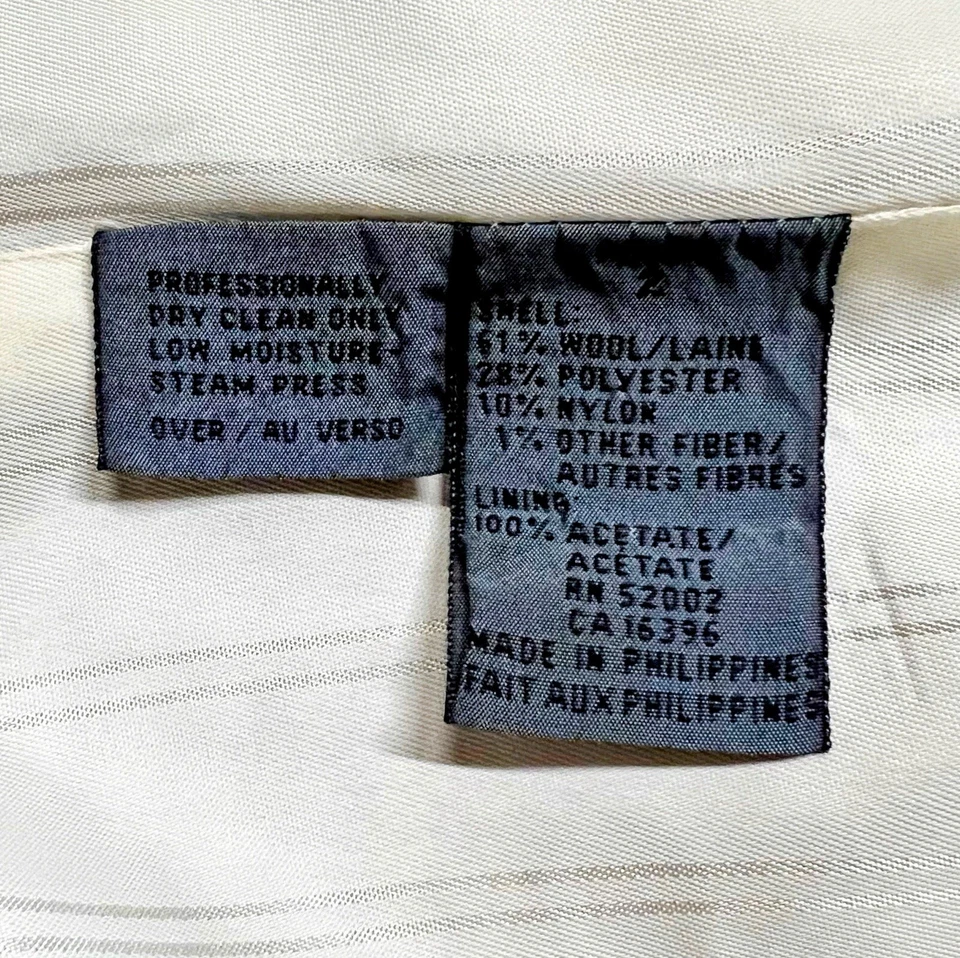 PROFESSIONALLY
DRY CLEAN ONLY
LOW MOISTURE-
STEAM PRESS
OVER / AU VERSO
2
SHELL:
61% WOOL/LAINE
28% POLYESTER
10% NYLON
1% OTHER FIBER/
AUTRES FIBRES
LINING:
100% ACETATE/
ACÉTATE
RN 52002
CA 16396
MADE IN PHILIPPINES
FAIT AUX PHILIPPINES